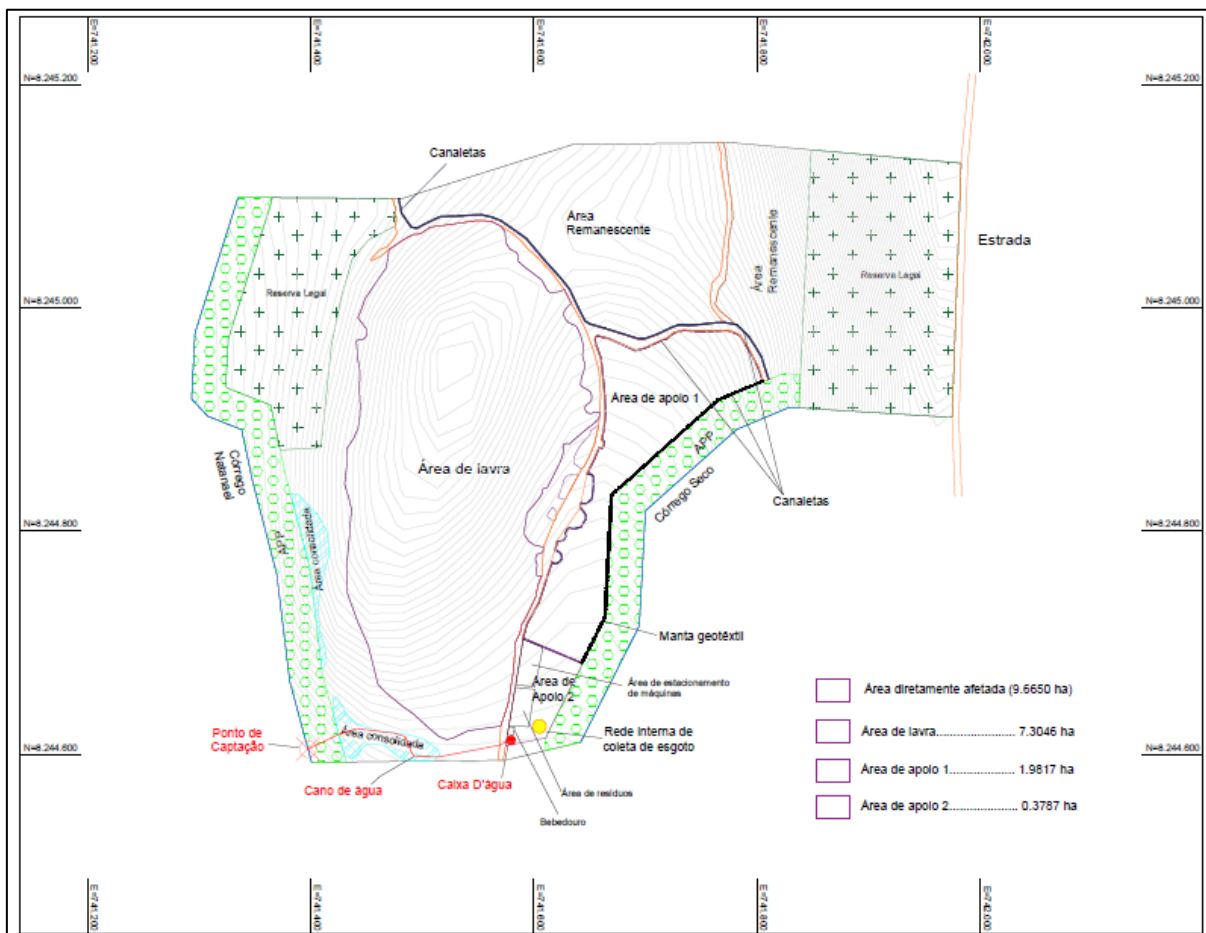 E=741.200
E=741.400
E=741.600
E=741.800
E=742.000
N=8.245.200
N=8.245.200
Canaletas
Área
Remanescente
Área
Remanescente
Estrada
Reserva Legal
Reserva Legal
N=8.245.000
N=8.245.000
Área de apoio 1
Área de lavra
APP
Córrego Seco
Canaletas
Córrego
Natanael
APP
Área consolidada
N=8.244.800
N=8.244.800
Manta geotêxtil
Área de
Apoio 2
Área de estacionamento
de máquinas
Área diretamente afetada (9.6650 ha)
Ponto de
Captação
Área consolidada
Rede Interna de
coleta de esgoto
Área de lavra.................... 7.3046 ha
N=8.244.600
N=8.244.600
Cano de água
Caixa D'água
Área de resíduos
Área de apoio 1................ 1.9817 ha
Bebedouro
Área de apoio 2...................... 0.3787 ha
E=741.200
E=741.400
E=741.600
E=741.800
E=742.000